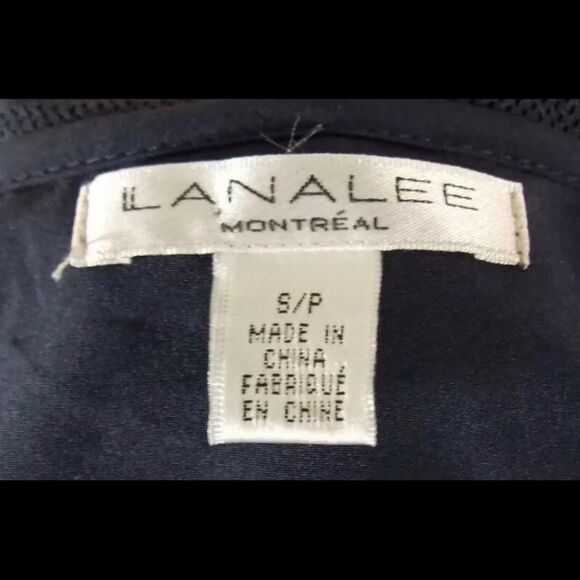 LANALEE
MONTRÉAL
S/P
MADE IN
CHINA
FABRIQUÉ
EN CHINE